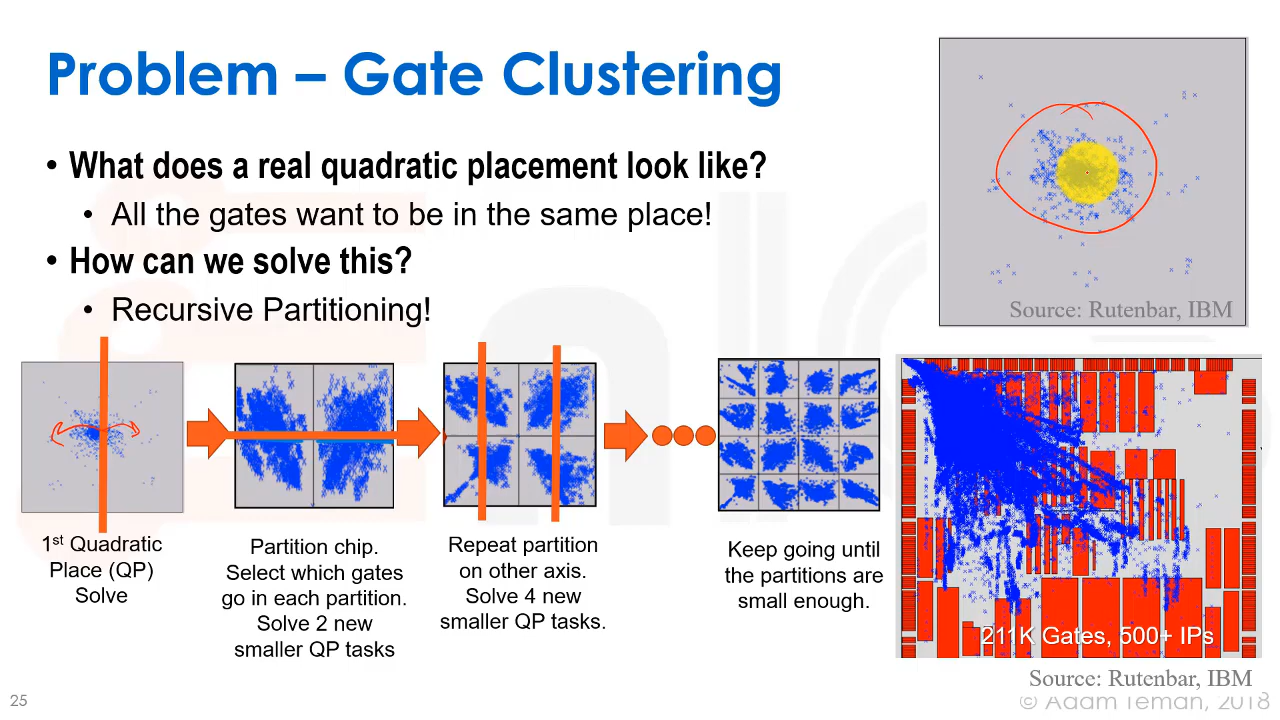 Problem – Gate Clustering
• What does a real quadratic placement look like?
• All the gates want to be in the same place!
• How can we solve this?
• Recursive Partitioning!
Source: Rutenbar, IBM
1st Quadratic
Place (QP)
Solve
Partition chip.
Select which gates
go in each partition.
Solve 2 new
smaller QP tasks
Repeat partition
on other axis.
Solve 4 new
smaller QP tasks.
Keep going until
the partitions are
small enough.
211K Gates, 500+ IPs
Source: Rutenbar, IBM
25
© Adam Teman, 2018